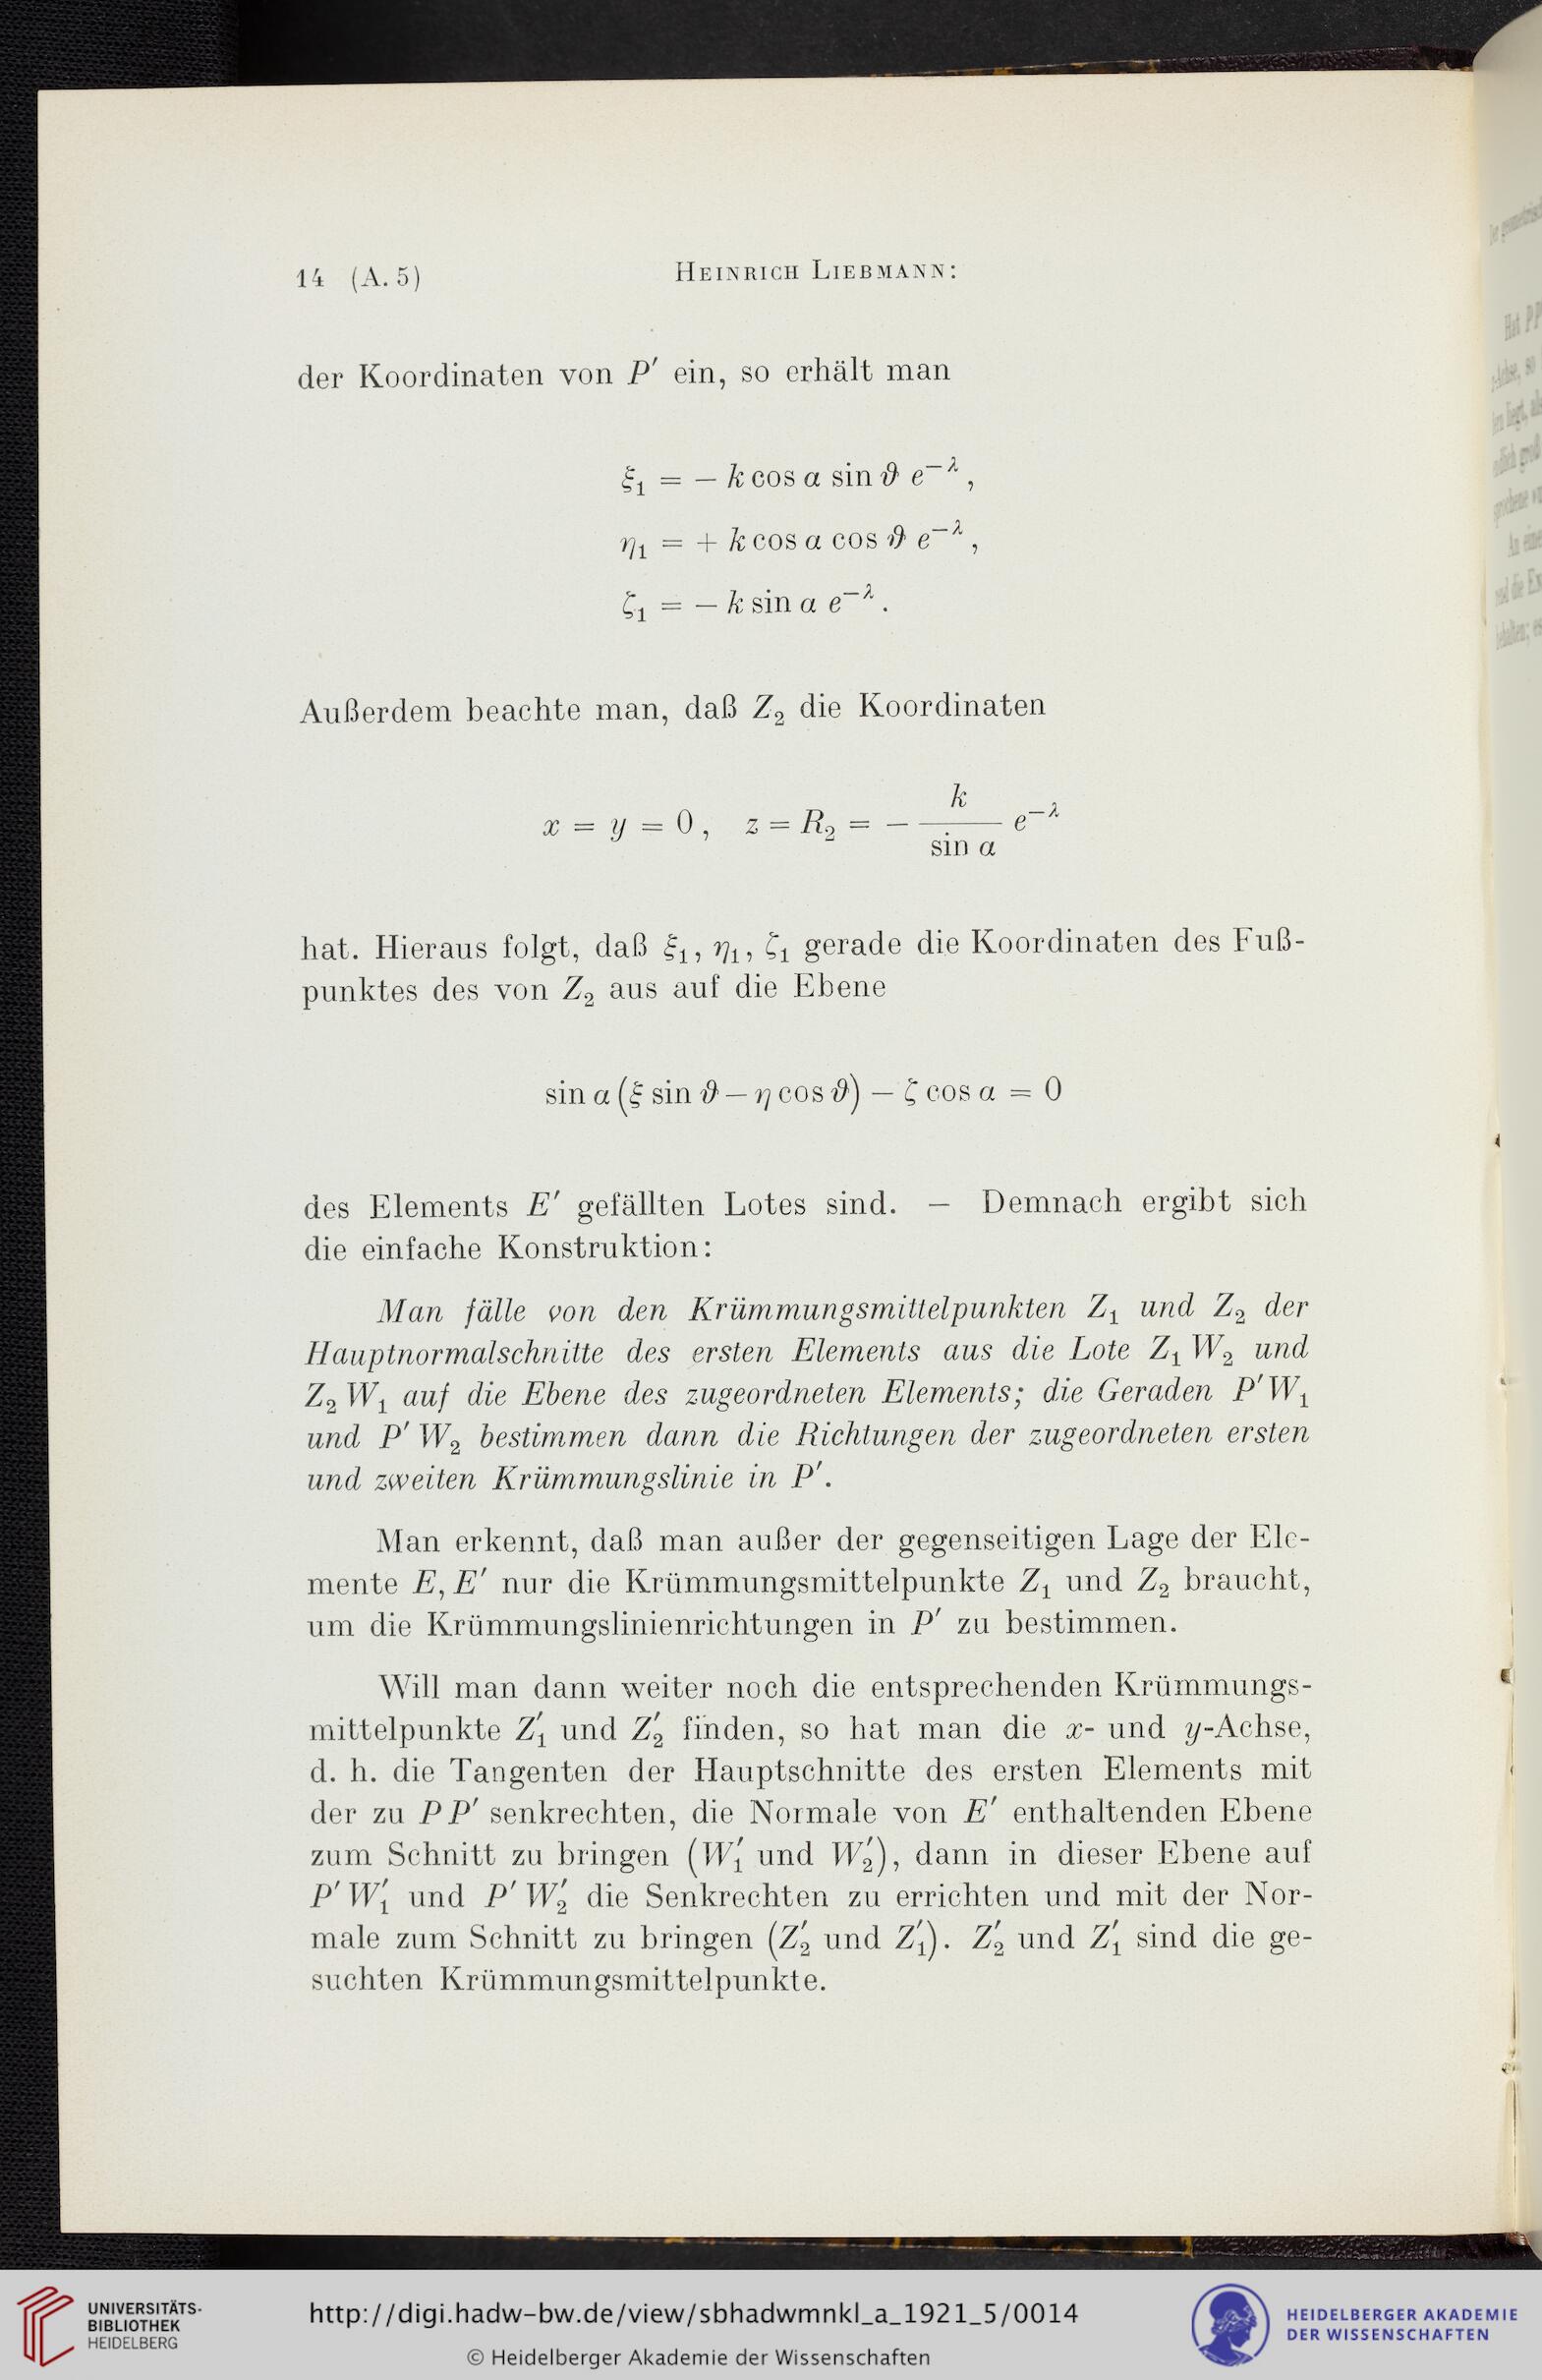 14 (A. 5) HEINRICH LIEBMANN:
der Koordinaten von P′ ein, so erhält man
ξ₁ = − k cos α sin ϑ e^{−λ},
η₁ = + k cos α cos ϑ e^{−λ},
ζ₁ = − k sin α e^{−λ}.
Außerdem beachte man, daß Z₂ die Koordinaten
x = y = 0, z = R₂ = − \frac{k}{sin α} e^{−λ}
hat. Hieraus folgt, daß ξ₁, η₁, ζ₁ gerade die Koordinaten des Fuß-
punktes des von Z₂ aus auf die Ebene
sin α (ξ sin ϑ − η cos ϑ) − ζ cos α = 0
des Elements E′ gefällten Lotes sind. — Demnach ergibt sich
die einfache Konstruktion:
Man fälle von den Krümmungsmittelpunkten Z₁ und Z₂ der
Hauptnormalschnitte des ersten Elements aus die Lote Z₁ W₂ und
Z₂ W₁ auf die Ebene des zugeordneten Elements; die Geraden P′ W₁
und P′ W₂ bestimmen dann die Richtungen der zugeordneten ersten
und zweiten Krümmungslinie in P′.
Man erkennt, daß man außer der gegenseitigen Lage der Ele-
mente E, E′ nur die Krümmungsmittelpunkte Z₁ und Z₂ braucht,
um die Krümmungslinienrichtungen in P′ zu bestimmen.
Will man dann weiter noch die entsprechenden Krümmungs-
mittelpunkte Z′₁ und Z′₂ finden, so hat man die x- und y-Achse,
d. h. die Tangenten der Hauptschnitte des ersten Elements mit
der zu P P′ senkrechten, die Normale von E′ enthaltenden Ebene
zum Schnitt zu bringen (W′₁ und W′₂), dann in dieser Ebene auf
P′ W′₁ und P′ W′₂ die Senkrechten zu errichten und mit der Nor-
male zum Schnitt zu bringen (Z′₂ und Z′₁). Z′₂ und Z′₁ sind die ge-
suchten Krümmungsmittelpunkte.
UNIVERSITÄTS-
BIBLIOTHEK
HEIDELBERG
http://digi.hadw-bw.de/view/sbhadwmnkl_a_1921_5/0014
© Heidelberger Akademie der Wissenschaften
HEIDELBERGER AKADEMIE
DER WISSENSCHAFTEN